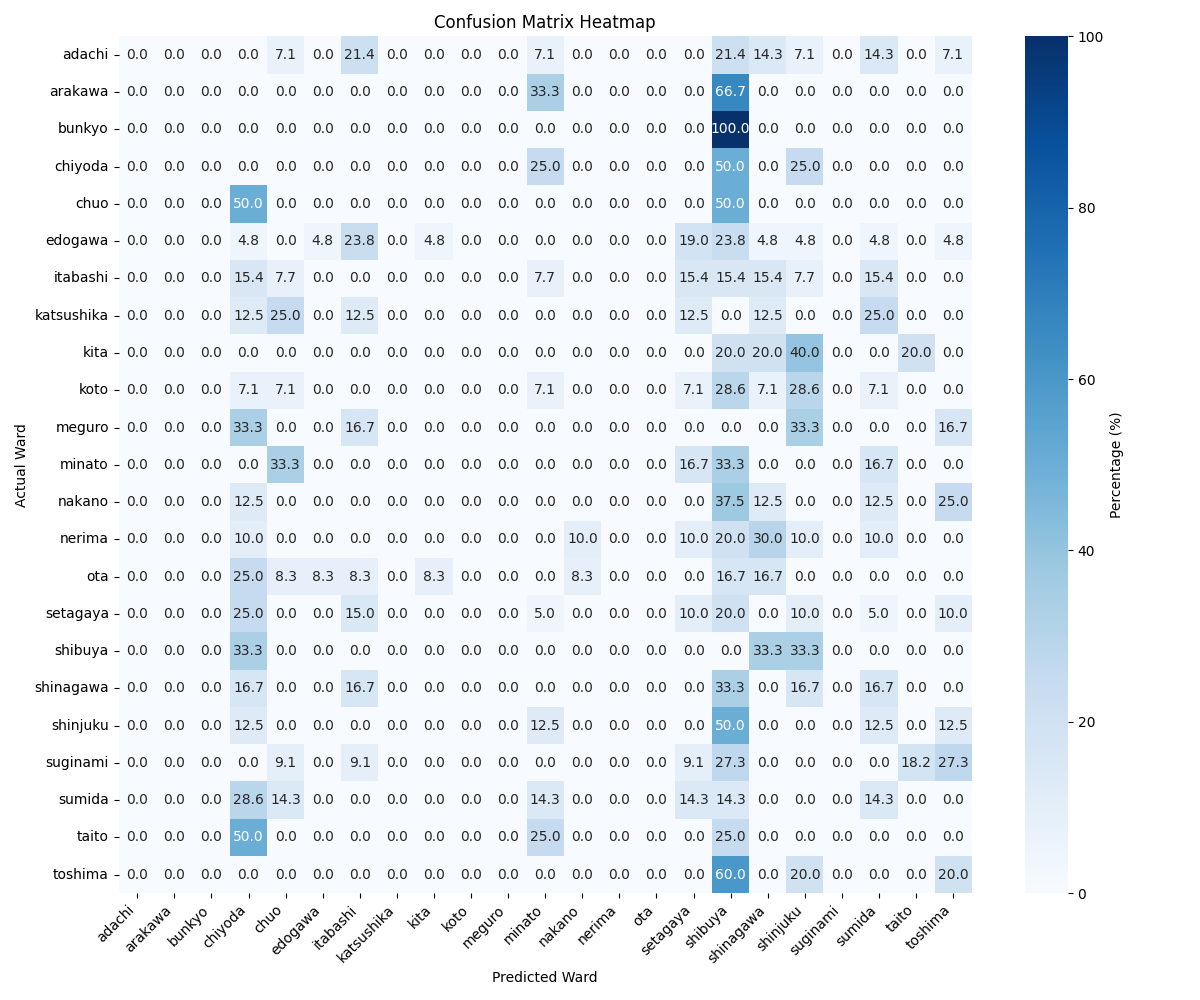 Confusion Matrix Heatmap
adachi 0.0 0.0 0.0 0.0 7.1 0.0 21.4 0.0 0.0 0.0 0.0 7.1 0.0 0.0 0.0 0.0 21.4 14.3 7.1 0.0 14.3 0.0 7.1
arakawa 0.0 0.0 0.0 0.0 0.0 0.0 0.0 0.0 0.0 0.0 0.0 33.3 0.0 0.0 0.0 0.0 66.7 0.0 0.0 0.0 0.0 0.0 0.0
bunkyo 0.0 0.0 0.0 0.0 0.0 0.0 0.0 0.0 0.0 0.0 0.0 0.0 0.0 0.0 0.0 0.0 100.0 0.0 0.0 0.0 0.0 0.0 0.0
chiyoda 0.0 0.0 0.0 0.0 0.0 0.0 0.0 0.0 0.0 0.0 0.0 25.0 0.0 0.0 0.0 0.0 50.0 0.0 25.0 0.0 0.0 0.0 0.0
chuo 0.0 0.0 0.0 50.0 0.0 0.0 0.0 0.0 0.0 0.0 0.0 0.0 0.0 0.0 0.0 0.0 50.0 0.0 0.0 0.0 0.0 0.0 0.0
edogawa 0.0 0.0 0.0 4.8 0.0 4.8 23.8 0.0 4.8 0.0 0.0 0.0 0.0 0.0 0.0 19.0 23.8 4.8 4.8 0.0 4.8 0.0 4.8
itabashi 0.0 0.0 0.0 15.4 7.7 0.0 0.0 0.0 0.0 0.0 0.0 7.7 0.0 0.0 0.0 15.4 15.4 15.4 7.7 0.0 15.4 0.0 0.0
katsushika 0.0 0.0 0.0 12.5 25.0 0.0 12.5 0.0 0.0 0.0 0.0 0.0 0.0 0.0 0.0 12.5 0.0 12.5 0.0 0.0 25.0 0.0 0.0
kita 0.0 0.0 0.0 0.0 0.0 0.0 0.0 0.0 0.0 0.0 0.0 0.0 0.0 0.0 0.0 0.0 20.0 20.0 40.0 0.0 0.0 20.0 0.0
koto 0.0 0.0 0.0 7.1 7.1 0.0 0.0 0.0 0.0 0.0 0.0 7.1 0.0 0.0 0.0 7.1 28.6 7.1 28.6 0.0 7.1 0.0 0.0
meguro 0.0 0.0 0.0 33.3 0.0 0.0 16.7 0.0 0.0 0.0 0.0 0.0 0.0 0.0 0.0 0.0 0.0 0.0 33.3 0.0 0.0 0.0 16.7
minato 0.0 0.0 0.0 0.0 33.3 0.0 0.0 0.0 0.0 0.0 0.0 0.0 0.0 0.0 0.0 16.7 33.3 0.0 0.0 0.0 16.7 0.0 0.0
nakano 0.0 0.0 0.0 12.5 0.0 0.0 0.0 0.0 0.0 0.0 0.0 0.0 0.0 0.0 0.0 0.0 37.5 12.5 0.0 0.0 12.5 0.0 25.0
nerima 0.0 0.0 0.0 10.0 0.0 0.0 0.0 0.0 0.0 0.0 0.0 0.0 10.0 0.0 0.0 10.0 20.0 30.0 10.0 0.0 10.0 0.0 0.0
ota 0.0 0.0 0.0 25.0 8.3 8.3 8.3 0.0 8.3 0.0 0.0 0.0 8.3 0.0 0.0 0.0 16.7 16.7 0.0 0.0 0.0 0.0 0.0
setagaya 0.0 0.0 0.0 25.0 0.0 0.0 15.0 0.0 0.0 0.0 0.0 5.0 0.0 0.0 0.0 10.0 20.0 0.0 10.0 0.0 5.0 0.0 10.0
shibuya 0.0 0.0 0.0 33.3 0.0 0.0 0.0 0.0 0.0 0.0 0.0 0.0 0.0 0.0 0.0 0.0 0.0 33.3 33.3 0.0 0.0 0.0 0.0
shinagawa 0.0 0.0 0.0 16.7 0.0 0.0 16.7 0.0 0.0 0.0 0.0 0.0 0.0 0.0 0.0 0.0 33.3 0.0 16.7 0.0 16.7 0.0 0.0
shinjuku 0.0 0.0 0.0 12.5 0.0 0.0 0.0 0.0 0.0 0.0 0.0 12.5 0.0 0.0 0.0 0.0 50.0 0.0 0.0 0.0 12.5 0.0 12.5
suginami 0.0 0.0 0.0 0.0 9.1 0.0 9.1 0.0 0.0 0.0 0.0 0.0 0.0 0.0 0.0 9.1 27.3 0.0 0.0 0.0 0.0 18.2 27.3
sumida 0.0 0.0 0.0 28.6 14.3 0.0 0.0 0.0 0.0 0.0 0.0 14.3 0.0 0.0 0.0 14.3 14.3 0.0 0.0 0.0 14.3 0.0 0.0
taito 0.0 0.0 0.0 50.0 0.0 0.0 0.0 0.0 0.0 0.0 0.0 25.0 0.0 0.0 0.0 0.0 25.0 0.0 0.0 0.0 0.0 0.0 0.0
toshima 0.0 0.0 0.0 0.0 0.0 0.0 0.0 0.0 0.0 0.0 0.0 0.0 0.0 0.0 0.0 0.0 60.0 0.0 20.0 0.0 0.0 0.0 20.0
adachi arakawa bunkyo chiyoda chuo edogawa itabashi katsushika kita koto meguro minato nakano nerima ota setagaya shibuya shinagawa shinjuku suginami sumida taito toshima
Predicted Ward
Actual Ward
100
80
60
40
20
0
Percentage (%)